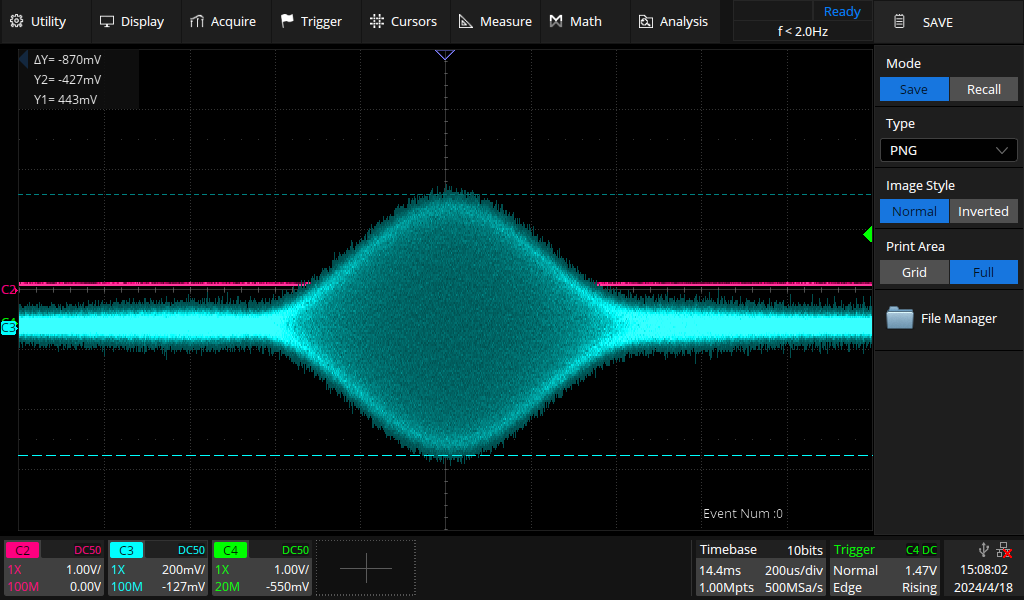 Utility Display Acquire Trigger Cursors Measure Math Analysis
Ready
f < 2.0Hz
SAVE
ΔY= -870mV
Y2= -427mV
Y1= 443mV
Mode
Save Recall
Type
PNG
Image Style
Normal Inverted
Print Area
Grid Full
File Manager
C2
C3
Event Num :0
C2 DC50
1X 1.00V/
100M 0.00V
C3 DC50
1X 200mV/
100M -127mV
C4 DC50
1X 1.00V/
20M -550mV
Timebase 10bits
14.4ms 200us/div
1.00Mpts 500MSa/s
Trigger C4 DC
Normal 1.47V
Edge Rising
15:08:02
2024/4/18